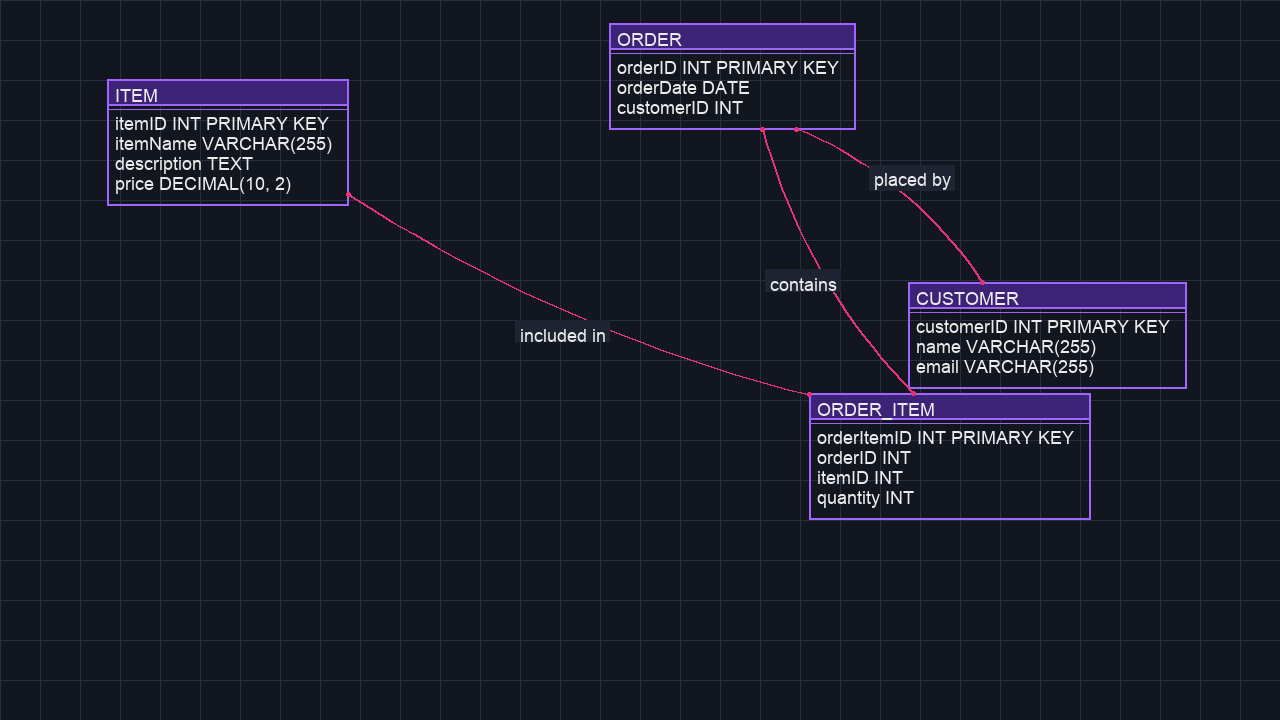 ORDER
orderID INT PRIMARY KEY
orderDate DATE
customerID INT
ITEM
itemID INT PRIMARY KEY
itemName VARCHAR(255)
description TEXT
price DECIMAL(10, 2)
placed by
contains
included in
CUSTOMER
customerID INT PRIMARY KEY
name VARCHAR(255)
email VARCHAR(255)
ORDER_ITEM
orderItemID INT PRIMARY KEY
orderID INT
itemID INT
quantity INT